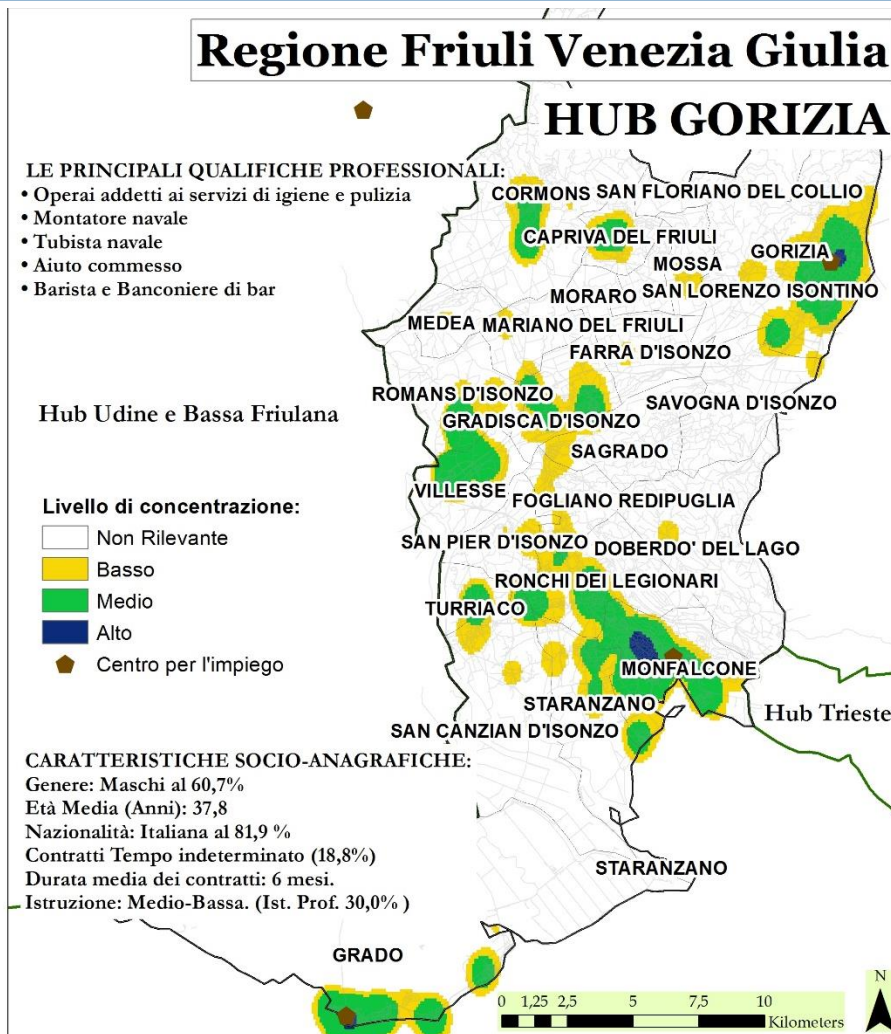 Regione Friuli Venezia Giulia
HUB GORIZIA
LE PRINCIPALI QUALIFICHE PROFESSIONALI:
• Operai addetti ai servizi di igiene e pulizia
• Montatore navale
• Tubista navale
• Aiuto commesso
• Barista e Banconiere di bar
CORMONS
SAN FLORIANO DEL COLLIO
CAPRIVA DEL FRIULI
GORIZIA
MOSSA
MORARO
SAN LORENZO ISONTINO
MEDEA
MARIANO DEL FRIULI
FARRA D'ISONZO
ROMANS D'ISONZO
SAVOGNA D'ISONZO
Hub Udine e Bassa Friulana
GRADISCA D'ISONZO
SAGRADO
VILLESSE
FOGLIANO REDIPUGLIA
Livello di concentrazione:
Non Rilevante
Basso
Medio
Alto
Centro per l'impiego
SAN PIER D'ISONZO
DOBERDO' DEL LAGO
RONCHI DEI LEGIONARI
TURRIACO
MONFALCONE
STARANZANO
Hub Trieste
SAN CANZIAN D'ISONZO
CARATTERISTICHE SOCIO-ANAGRAFICHE:
Genere: Maschi al 60,7%
Età Media (Anni): 37,8
Nazionalità: Italiana al 81,9 %
Contratti Tempo indeterminato (18,8%)
Durata media dei contratti: 6 mesi.
Istruzione: Medio-Bassa. (Ist. Prof. 30,0% )
STARANZANO
GRADO
0 1,25 2,5 5 7,5 10
Kilometers
N